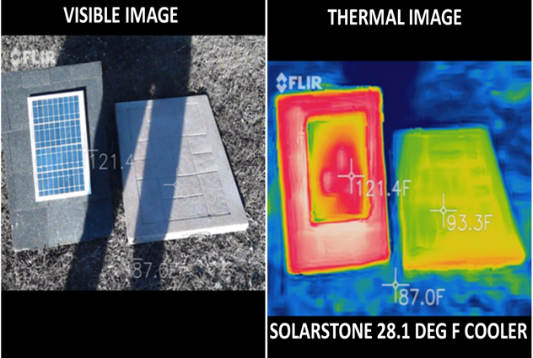 VISIBLE IMAGE
FLIR
121.4
87.0F
THERMAL IMAGE
FLIR
121.4F
93.3F
87.0F
SOLARSTONE 28.1 DEG F COOLER